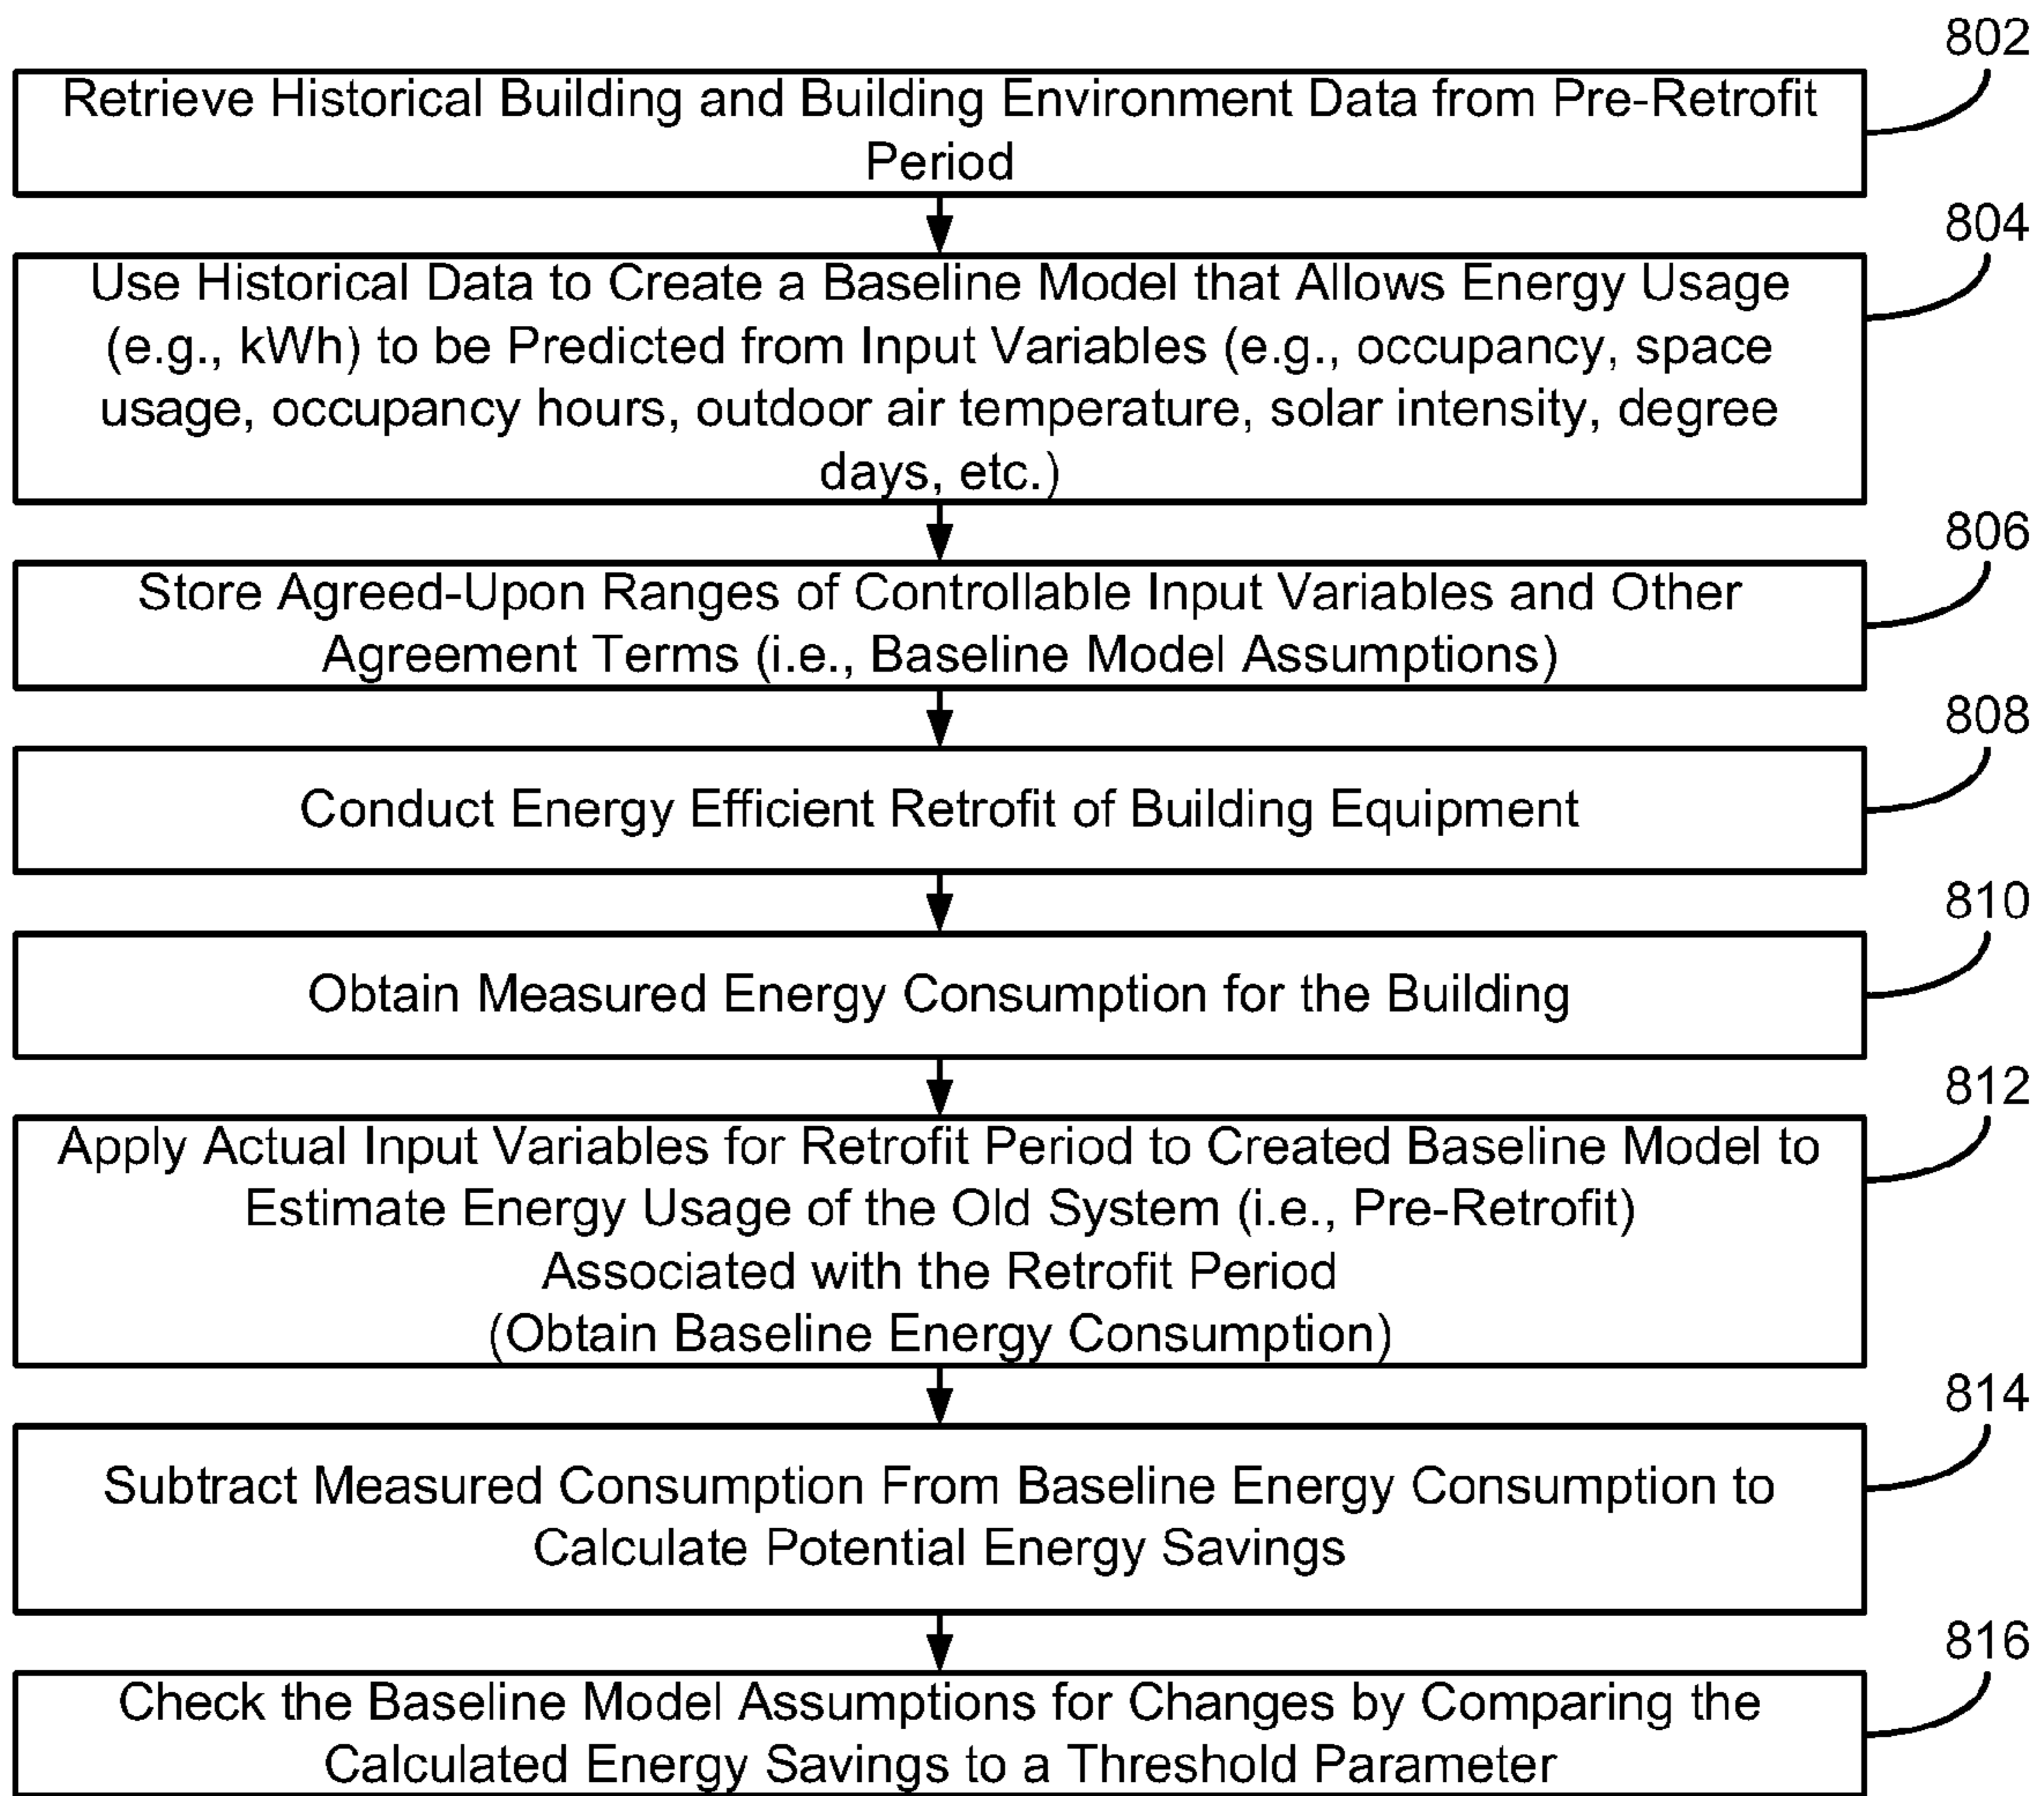 802
Retrieve Historical Building and Building Environment Data from Pre-Retrofit
Period
804
Use Historical Data to Create a Baseline Model that Allows Energy Usage
(e.g., kWh) to be Predicted from Input Variables (e.g., occupancy, space
usage, occupancy hours, outdoor air temperature, solar intensity, degree
days, etc.)
806
Store Agreed-Upon Ranges of Controllable Input Variables and Other
Agreement Terms (i.e., Baseline Model Assumptions)
808
Conduct Energy Efficient Retrofit of Building Equipment
810
Obtain Measured Energy Consumption for the Building
812
Apply Actual Input Variables for Retrofit Period to Created Baseline Model to
Estimate Energy Usage of the Old System (i.e., Pre-Retrofit)
Associated with the Retrofit Period
(Obtain Baseline Energy Consumption)
814
Subtract Measured Consumption From Baseline Energy Consumption to
Calculate Potential Energy Savings
816
Check the Baseline Model Assumptions for Changes by Comparing the
Calculated Energy Savings to a Threshold Parameter